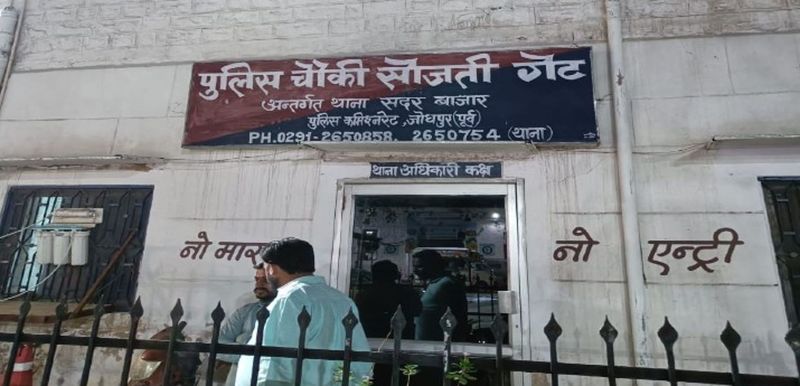 पुलिस चौकी सोजती गेट
अन्तर्गत थाना सदर बाजार
पुलिस कमिश्नरेट, जोधपुर(पूर्व)
PH.0291-2650858, 2650754 (थाना)
थाना अधिकारी कक्ष
नो
नो एन्ट्री